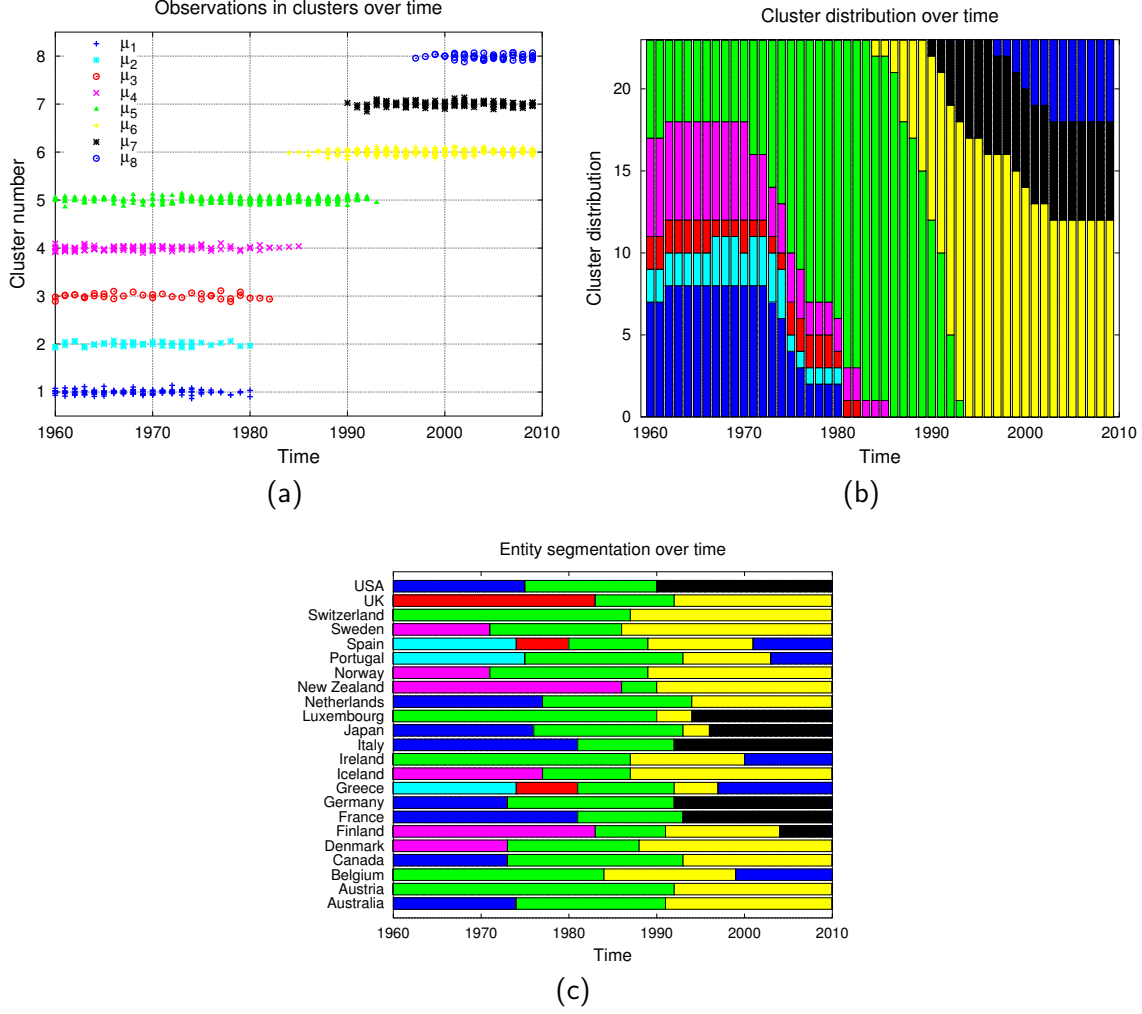 Observations in clusters over time
8
7
6
5
4
3
2
1
Cluster number
μ1
μ2
μ3
μ4
μ5
μ6
μ7
μ8
1960 1970 1980 1990 2000 2010
Time
(a)
Cluster distribution over time
20
15
10
5
0
Cluster distribution
1960 1970 1980 1990 2000 2010
Time
(b)
Entity segmentation over time
USA
UK
Switzerland
Sweden
Spain
Portugal
Norway
New Zealand
Netherlands
Luxembourg
Japan
Italy
Ireland
Iceland
Greece
Germany
France
Finland
Denmark
Canada
Belgium
Austria
Australia
1960 1970 1980 1990 2000 2010
Time
(c)